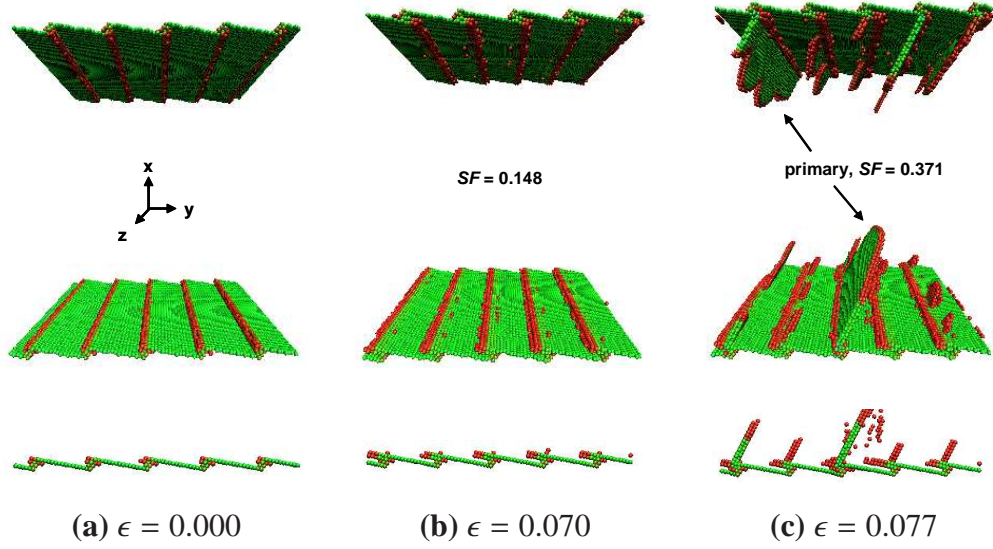 x
y
z
SF = 0.148
primary, SF = 0.371
(a) ϵ = 0.000
(b) ϵ = 0.070
(c) ϵ = 0.077